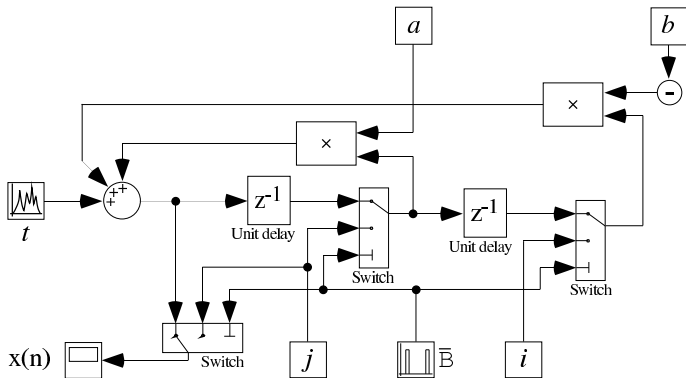 a
b
×
×
-
+
+
+
t
z-1
Unit delay
z-1
Unit delay
Switch
Switch
Switch
x(n)
j
B̅
i